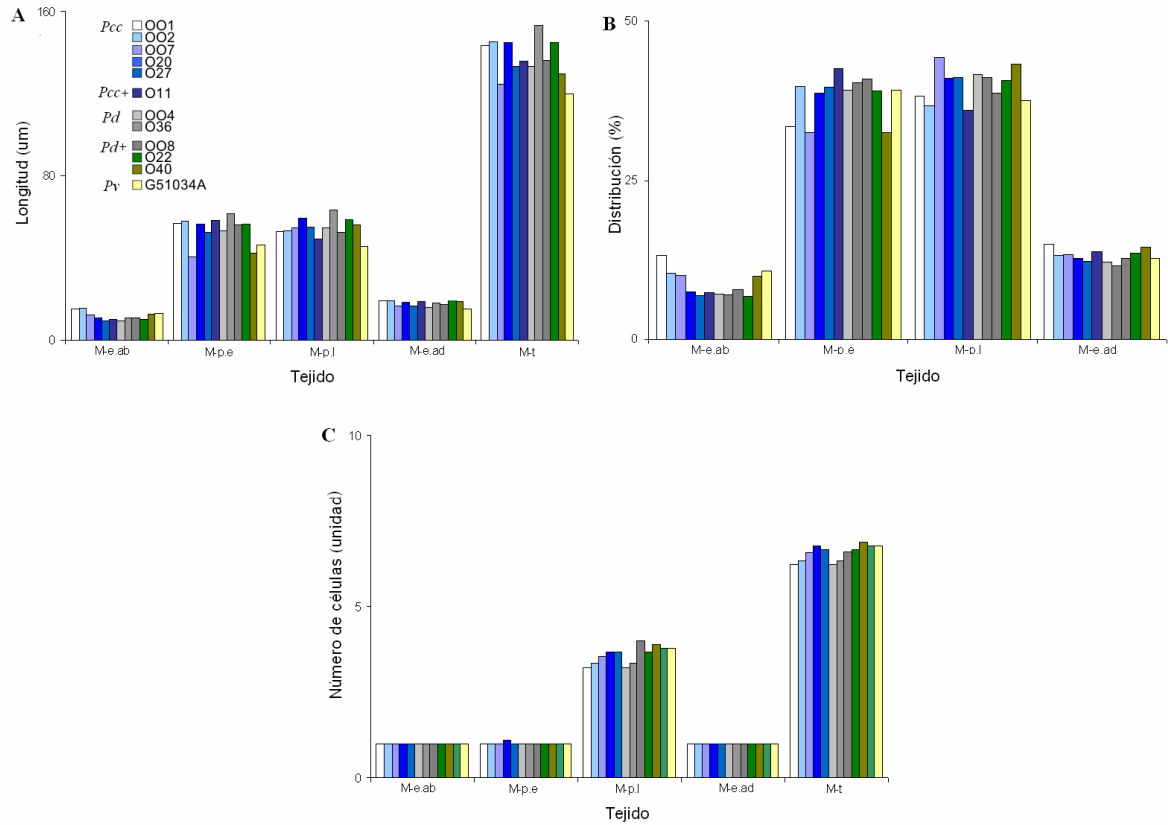 A
Longitud (um)
160
80
0
Pcc OO1
OO2
OO7
O20
O27
Pcc+ O11
Pd OO4
O36
Pd+ OO8
O22
O40
Pv G51034A
M-e.ab M-p.e M-p.l M-e.ad M-t
Tejido
B
Distribución (%)
50
25
0
M-e.ab M-p.e M-p.l M-e.ad
Tejido
C
Número de células (unidad)
10
5
0
M-e.ab M-p.e M-p.l M-e.ad M-t
Tejido